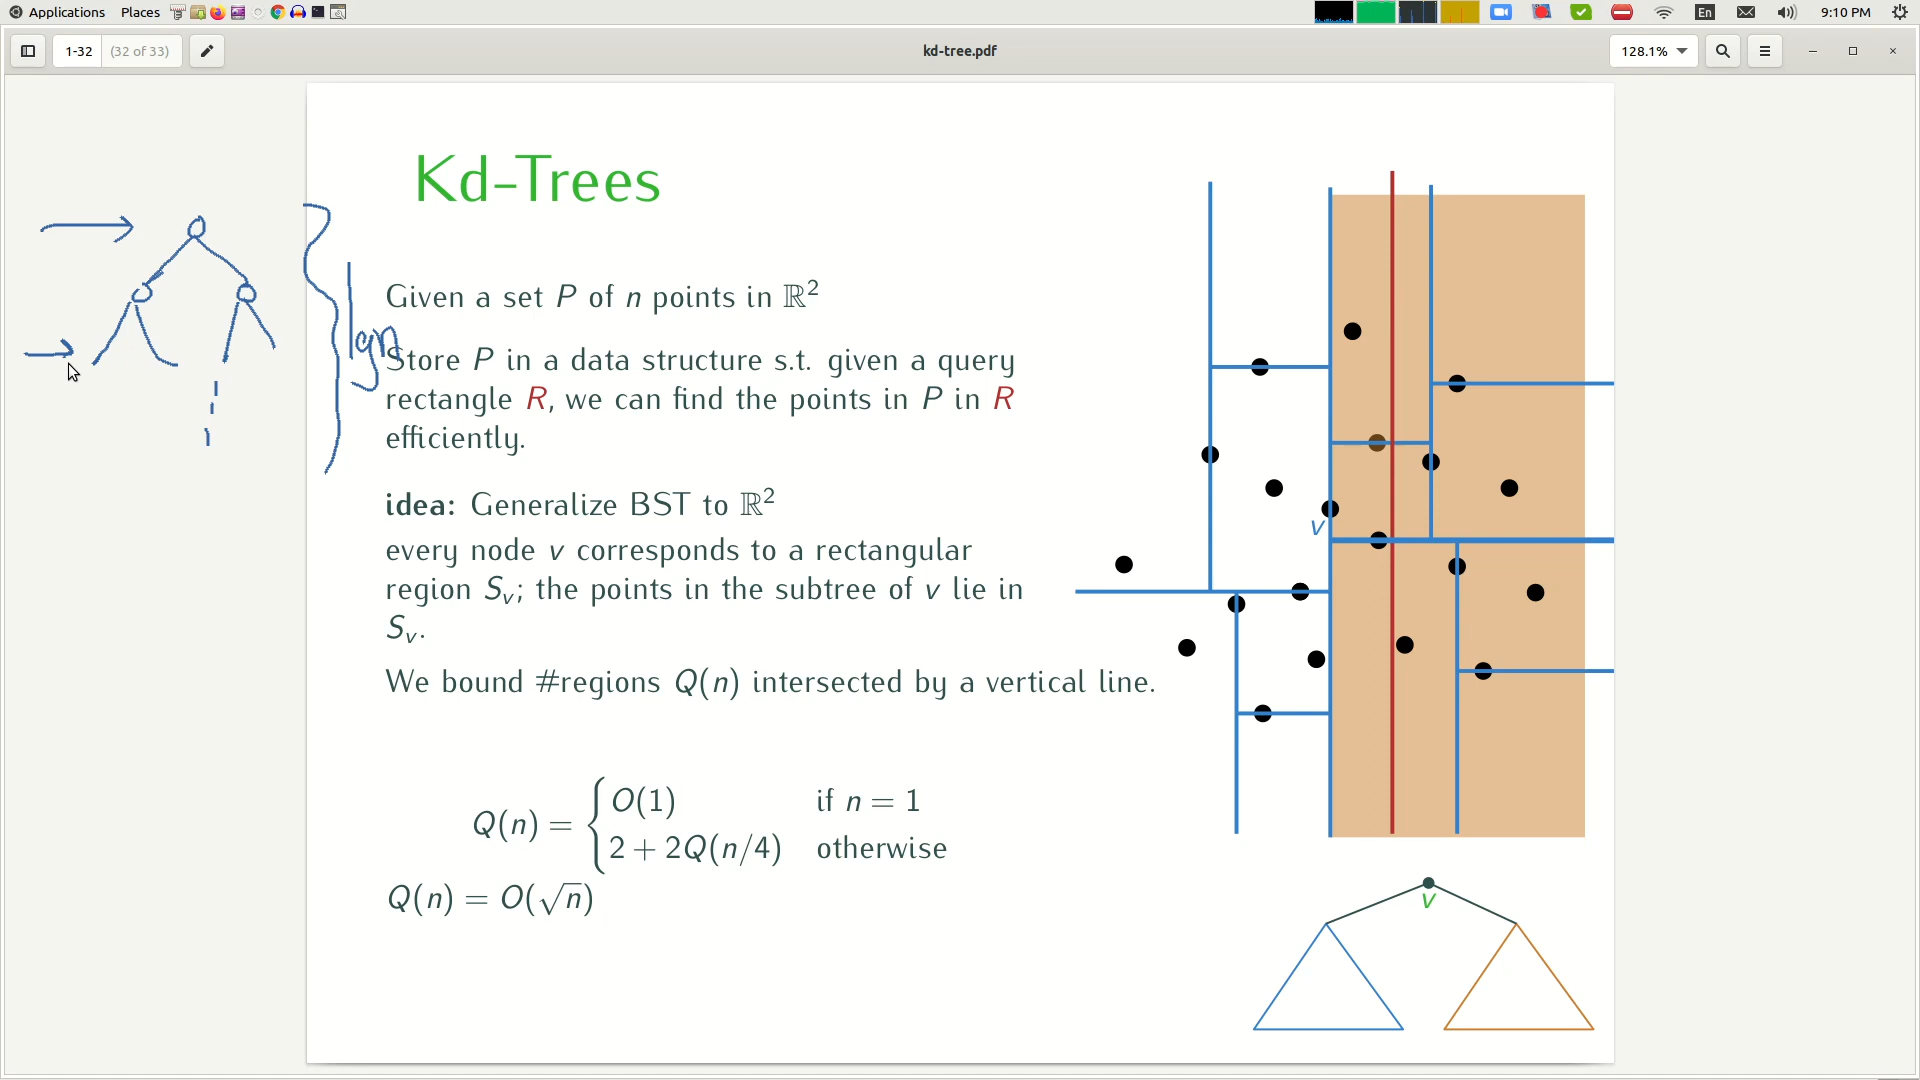 Applications Places En 9:10 PM
1-32 (32 of 33) kd-tree.pdf 128.1%
Kd-Trees
Given a set P of n points in ℝ²
Store P in a data structure s.t. given a query
rectangle R, we can find the points in P in R
efficiently.
idea: Generalize BST to ℝ²
every node v corresponds to a rectangular
region Sᵥ; the points in the subtree of v lie in
Sᵥ.
We bound #regions Q(n) intersected by a vertical line.
Q(n) = { O(1) if n = 1
2 + 2Q(n/4) otherwise
Q(n) = O(√n)
lgn
v
v